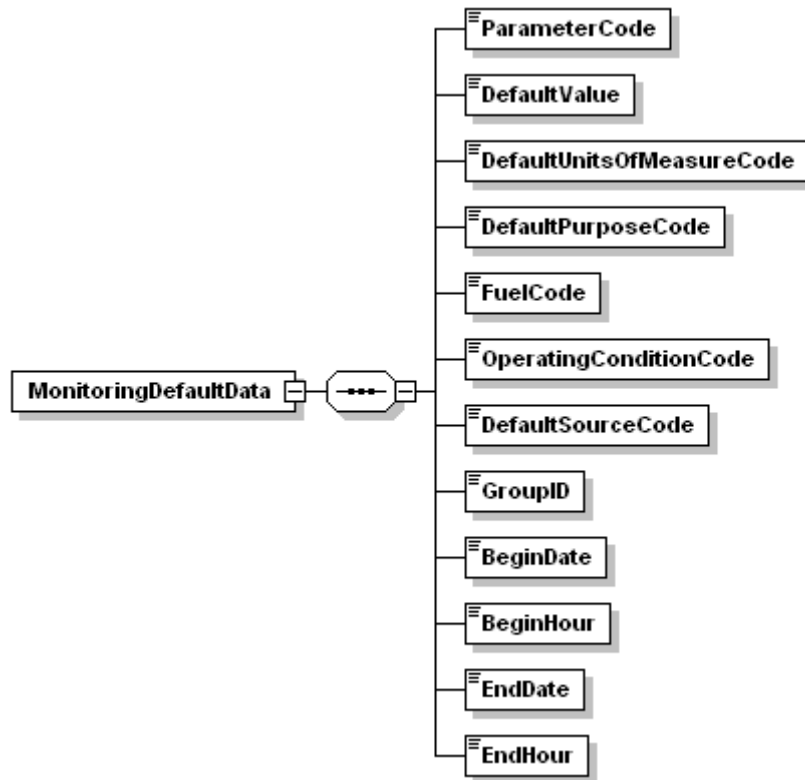 ParameterCode
DefaultValue
DefaultUnitsOfMeasureCode
DefaultPurposeCode
FuelCode
OperatingConditionCode
MonitoringDefaultData
DefaultSourceCode
GroupID
BeginDate
BeginHour
EndDate
EndHour